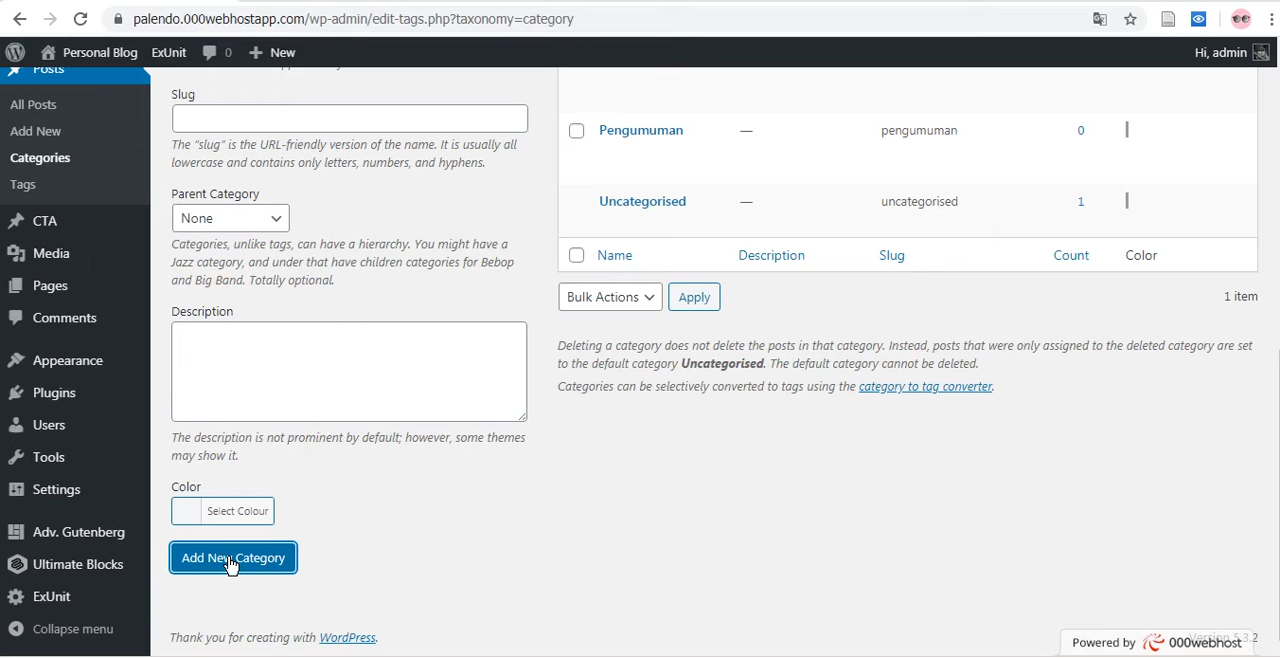 palendo.000webhostapp.com/wp-admin/edit-tags.php?taxonomy=category
Personal Blog ExUnit 0 New Hi, admin
Posts
All Posts
Add New
Categories
Tags
CTA
Media
Pages
Comments
Appearance
Plugins
Users
Tools
Settings
Adv. Gutenberg
Ultimate Blocks
ExUnit
Collapse menu
Slug
The "slug" is the URL-friendly version of the name. It is usually all
lowercase and contains only letters, numbers, and hyphens.
Parent Category
None
Categories, unlike tags, can have a hierarchy. You might have a
Jazz category, and under that have children categories for Bebop
and Big Band. Totally optional.
Description
The description is not prominent by default; however, some themes
may show it.
Color
Select Colour
Add New Category
Pengumuman — pengumuman 0
Uncategorised — uncategorised 1
Name Description Slug Count Color
Bulk Actions Apply 1 item
Deleting a category does not delete the posts in that category. Instead, posts that were only assigned to the deleted category are set
to the default category Uncategorised. The default category cannot be deleted.
Categories can be selectively converted to tags using the category to tag converter.
Thank you for creating with WordPress.
Version 5.3.2
Powered by 000webhost